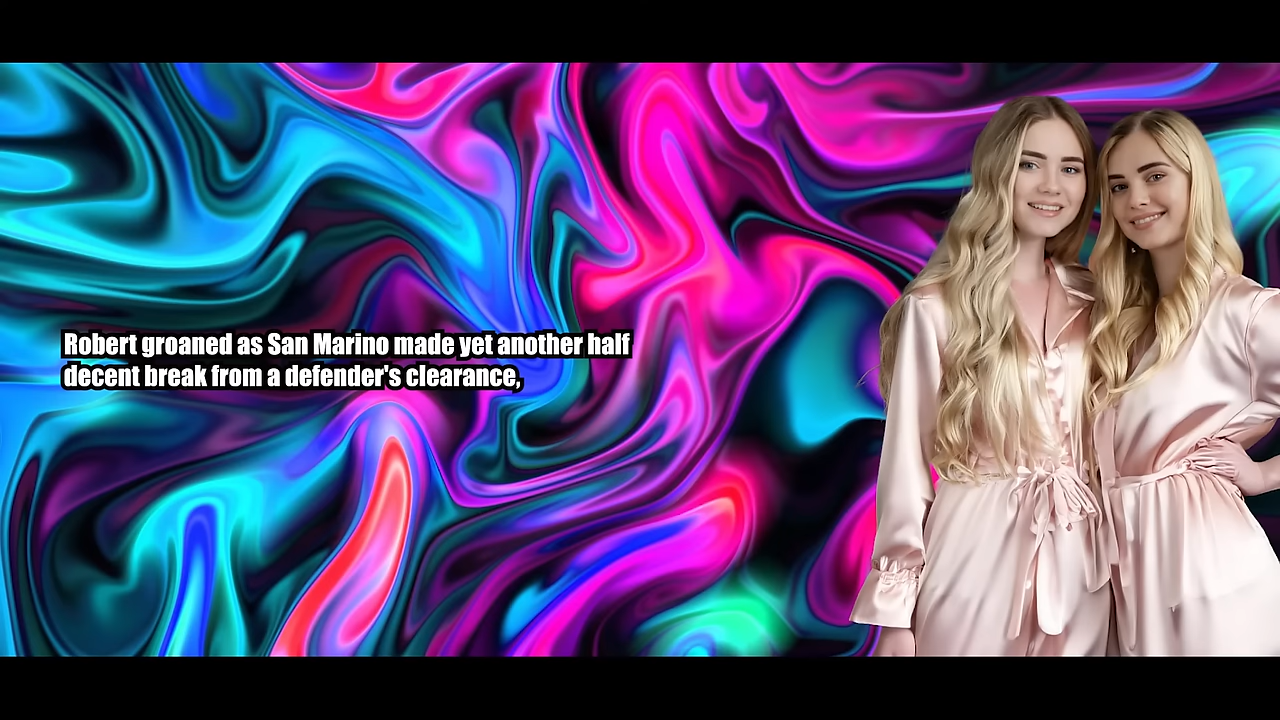 Robert groaned as San Marino made yet another half
decent break from a defender's clearance,